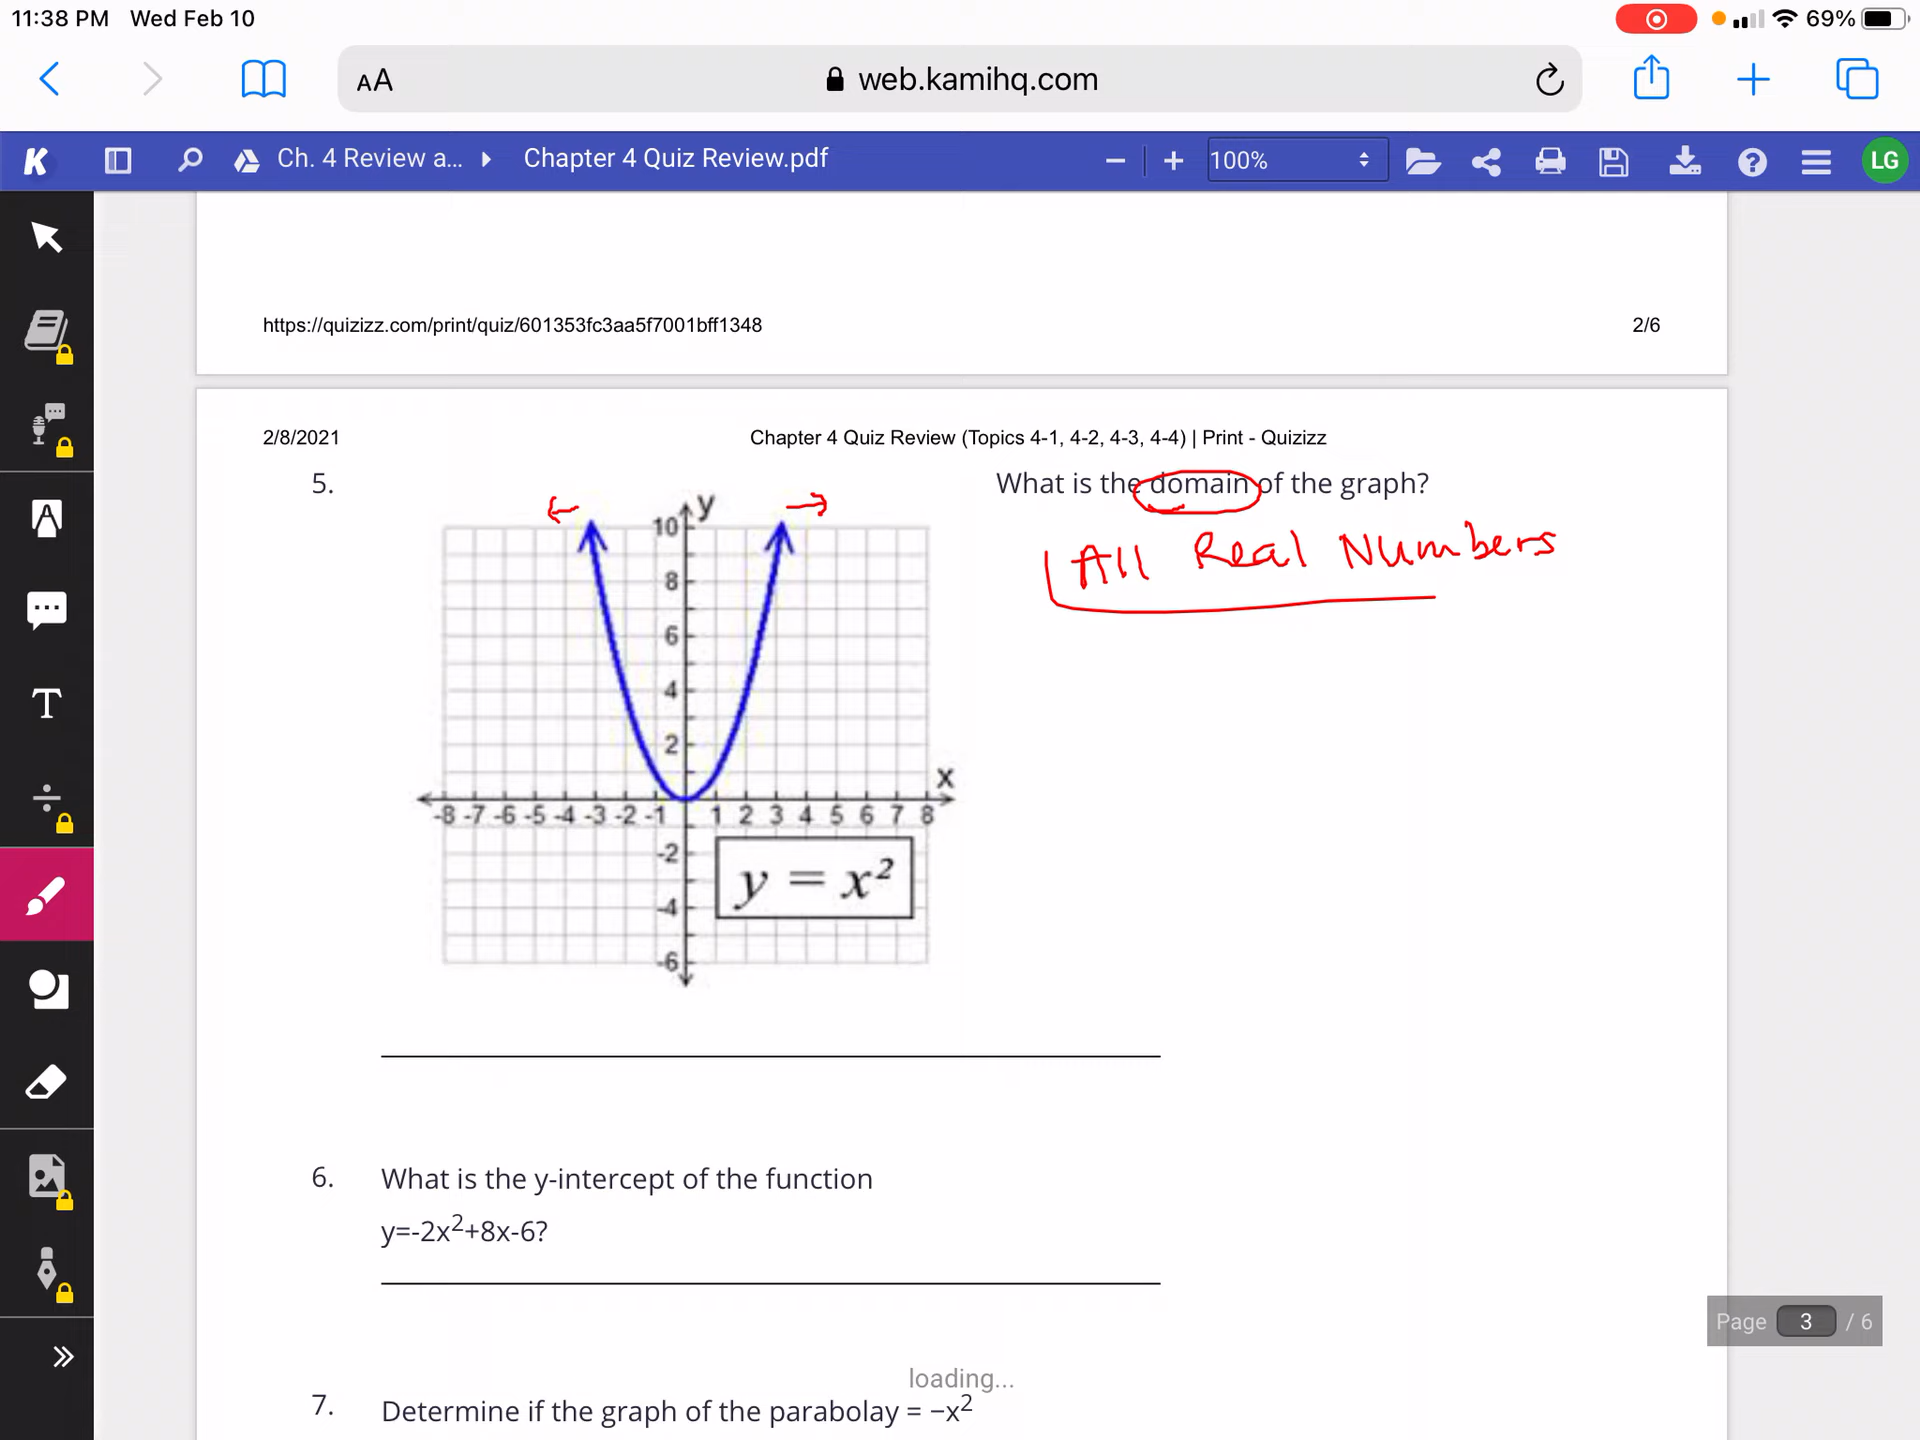 11:38 PM Wed Feb 10
69%
AA
web.kamihq.com
K
Ch. 4 Review a...
Chapter 4 Quiz Review.pdf
100%
LG
https://quizizz.com/print/quiz/601353fc3aa5f7001bff1348
2/6
2/8/2021
Chapter 4 Quiz Review (Topics 4-1, 4-2, 4-3, 4-4) | Print - Quizizz
5.
What is the domain of the graph?
All Real Numbers
y
10
8
6
4
2
x
-8 -7 -6 -5 -4 -3 -2 -1 1 2 3 4 5 6 7 8
-2
-4
-6
y = x²
6.
What is the y-intercept of the function
y=-2x²+8x-6?
Page 3 / 6
loading...
7.
Determine if the graph of the parabolay = −x²